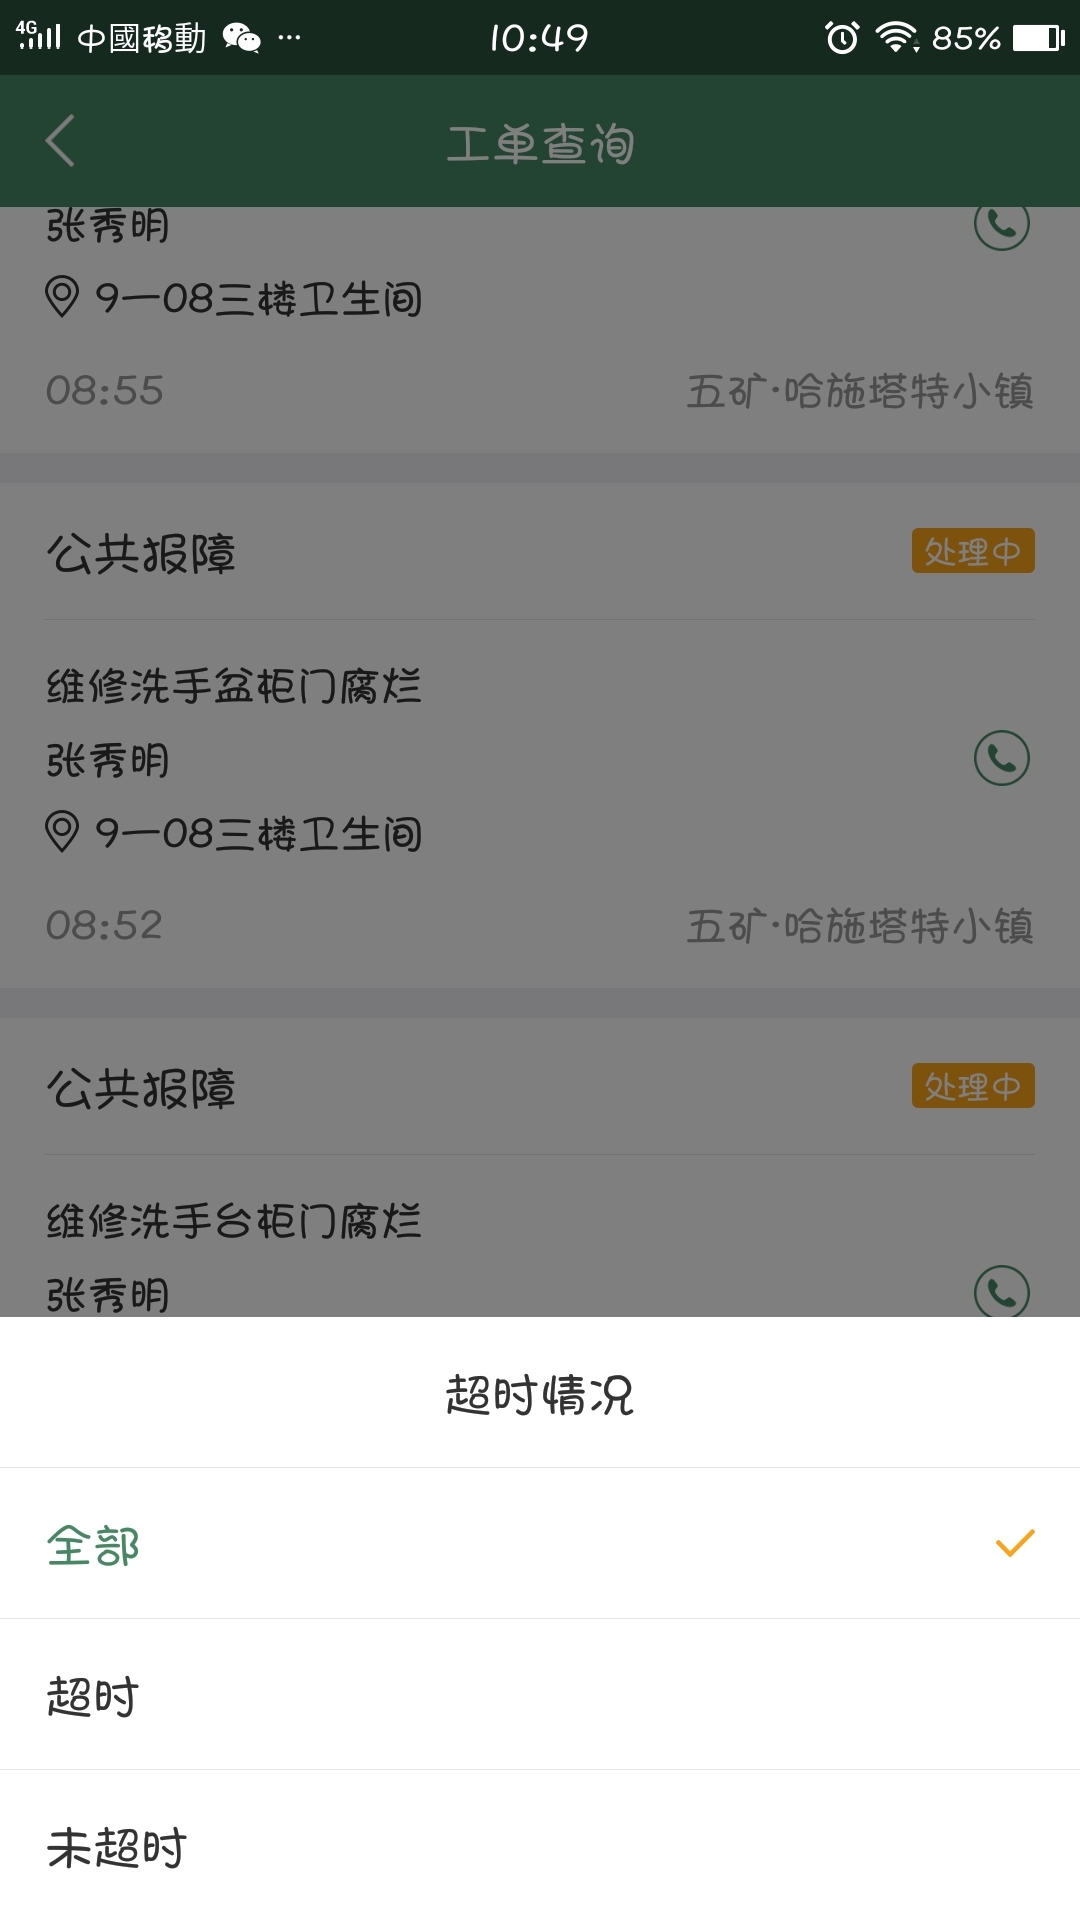 4G 中國移動 ... 10:49 85%
工单查询
张秀明
9一08三楼卫生间
08:55 五矿·哈施塔特小镇
公共报障 处理中
维修洗手盆柜门腐烂
张秀明
9一08三楼卫生间
08:52 五矿·哈施塔特小镇
公共报障 处理中
维修洗手台柜门腐烂
张秀明
超时情况
全部
超时
未超时